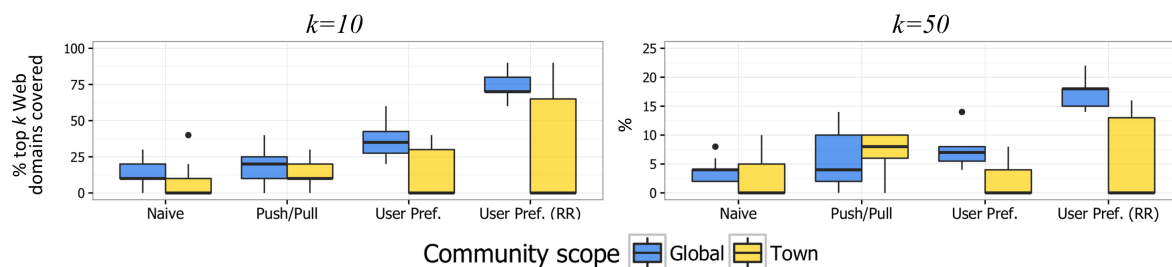 k=10
k=50
% top k Web
domains covered
100
75
50
25
0
Naive
Push/Pull
User Pref.
User Pref. (RR)
%
25
20
15
10
5
0
Naive
Push/Pull
User Pref.
User Pref. (RR)
Community scope Global Town